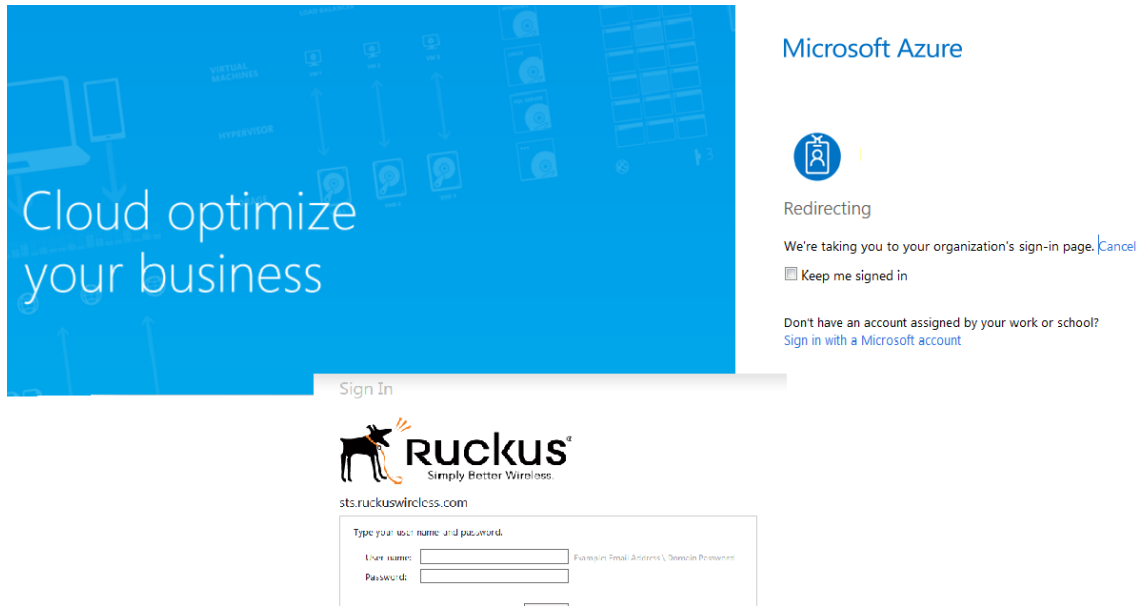 VIRTUAL
MACHINES
HYPERVISOR
Cloud optimize
your business
Microsoft Azure
Redirecting
We're taking you to your organization's sign-in page. Cancel
Keep me signed in
Don't have an account assigned by your work or school?
Sign in with a Microsoft account
Sign In
Ruckus
Simply Better Wireless.
sts.ruckuswireless.com
Type your user name and password.
User name: Example: Email Address \ Domain Password
Password: